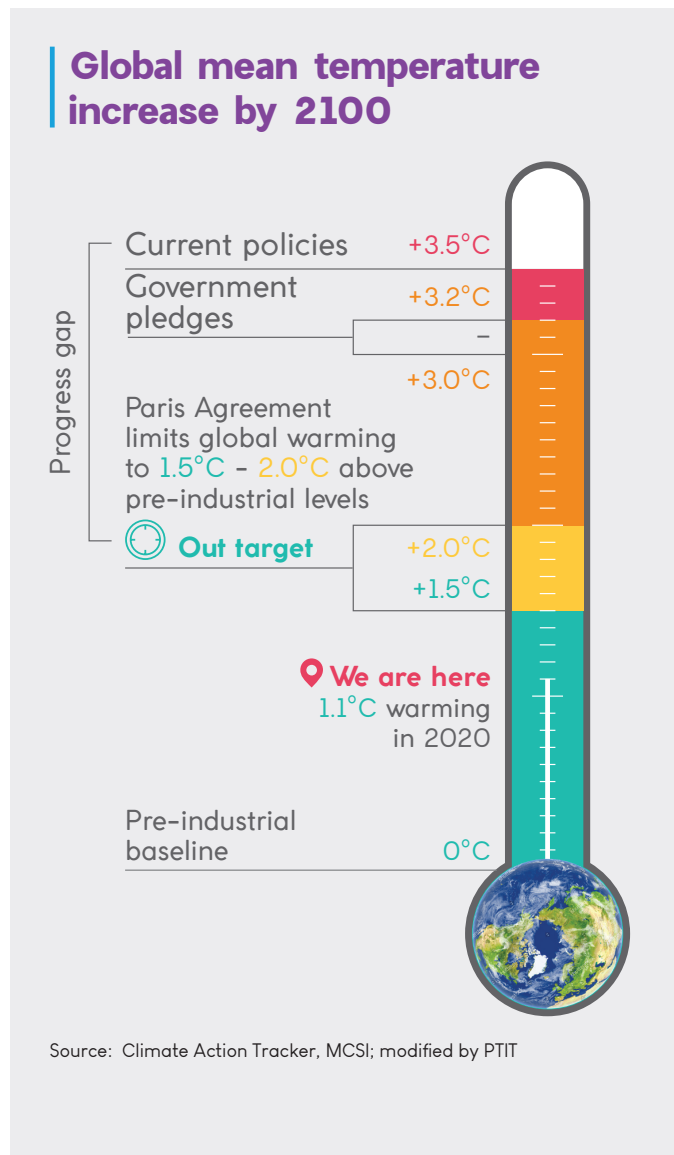 Global mean temperature
increase by 2100
Progress gap
Current policies +3.5°C
Government
pledges
+3.2°C
–
+3.0°C
Paris Agreement
limits global warming
to 1.5°C - 2.0°C above
pre-industrial levels
Out target
+2.0°C
+1.5°C
We are here
1.1°C warming
in 2020
Pre-industrial
baseline 0°C
Source: Climate Action Tracker, MCSI; modified by PTIT